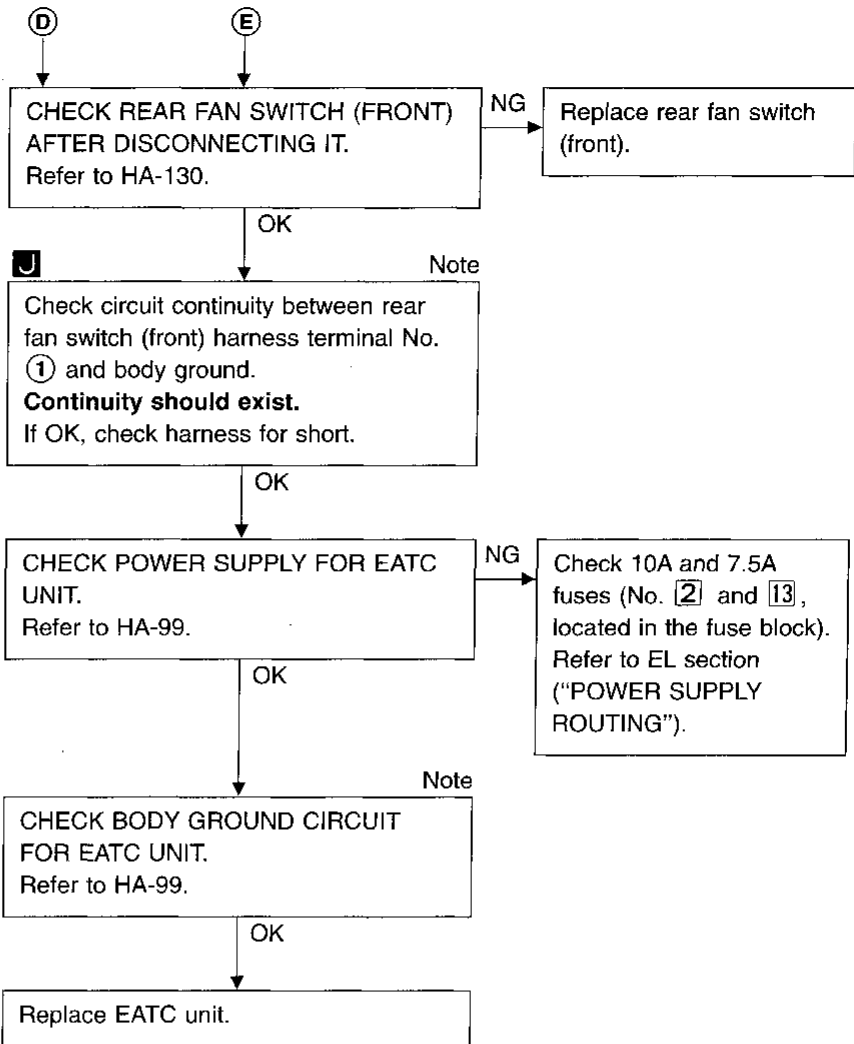 D E
CHECK REAR FAN SWITCH (FRONT)
AFTER DISCONNECTING IT.
Refer to HA-130.
NG
Replace rear fan switch
(front).
OK
J Note
Check circuit continuity between rear
fan switch (front) harness terminal No.
① and body ground.
Continuity should exist.
If OK, check harness for short.
OK
CHECK POWER SUPPLY FOR EATC
UNIT.
Refer to HA-99.
NG
Check 10A and 7.5A
fuses (No. 2 and 13,
located in the fuse block).
Refer to EL section
("POWER SUPPLY
ROUTING").
OK
Note
CHECK BODY GROUND CIRCUIT
FOR EATC UNIT.
Refer to HA-99.
OK
Replace EATC unit.